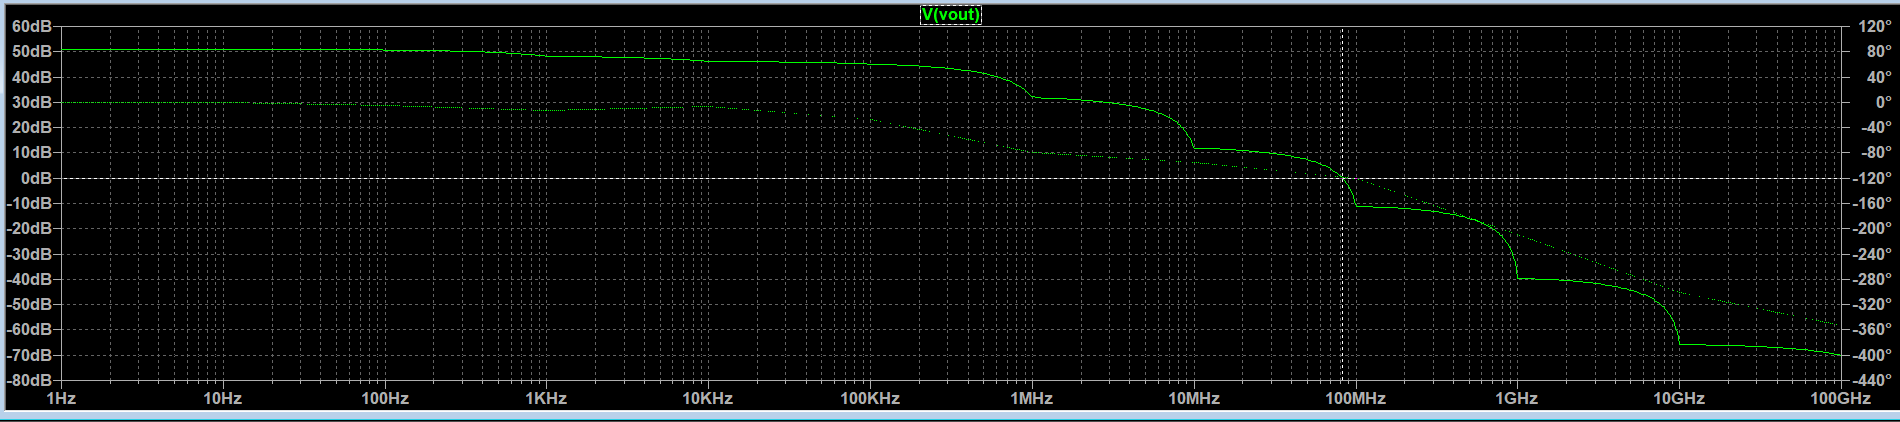 V(vout)
60dB
50dB
40dB
30dB
20dB
10dB
0dB
-10dB
-20dB
-30dB
-40dB
-50dB
-60dB
-70dB
-80dB
120°
80°
40°
0°
-40°
-80°
-120°
-160°
-200°
-240°
-280°
-320°
-360°
-400°
-440°
1Hz 10Hz 100Hz 1KHz 10KHz 100KHz 1MHz 10MHz 100MHz 1GHz 10GHz 100GHz